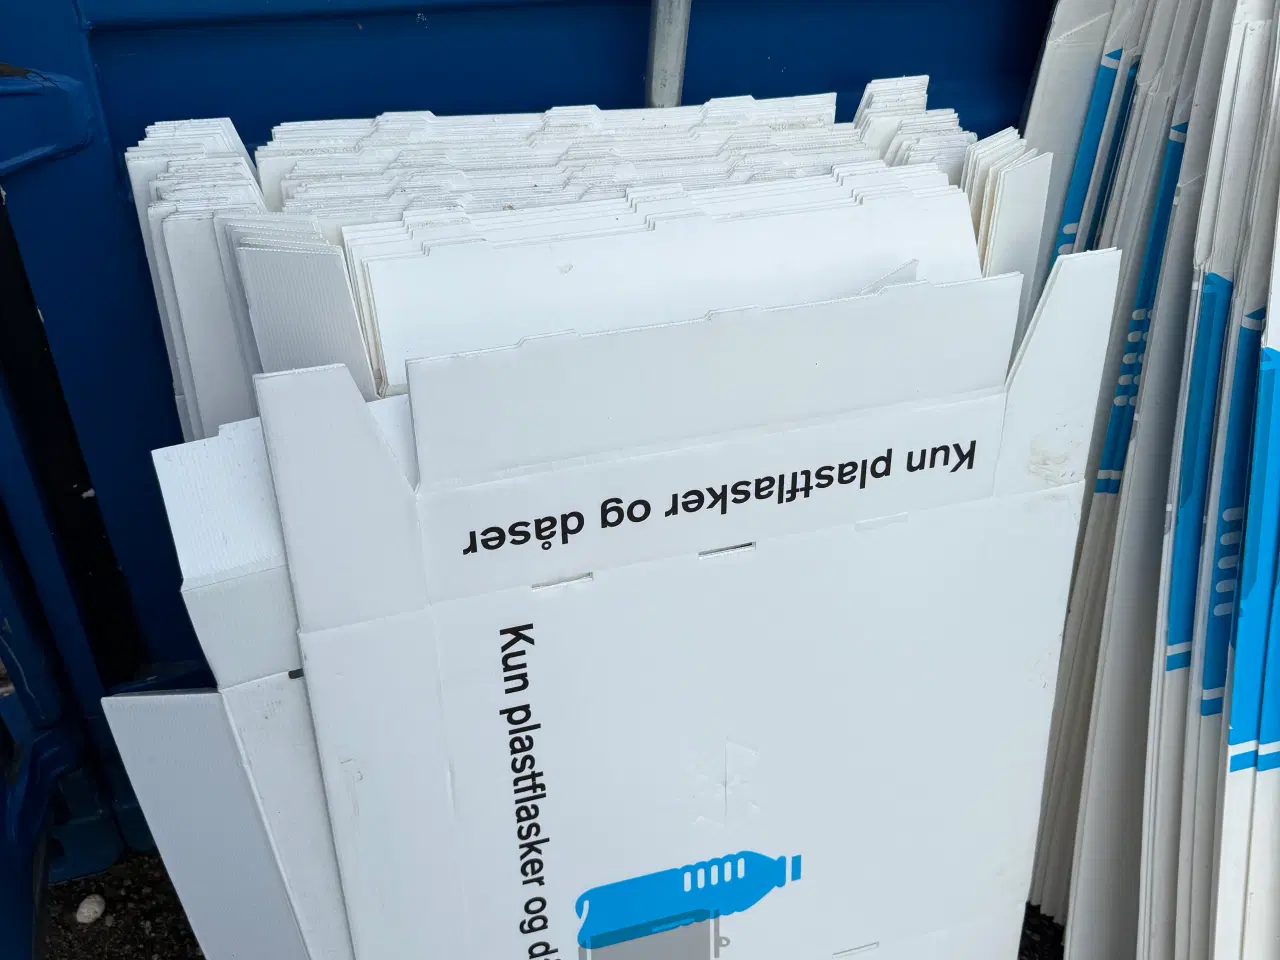 Kun plastflasker og dåser
Kun plastflasker og